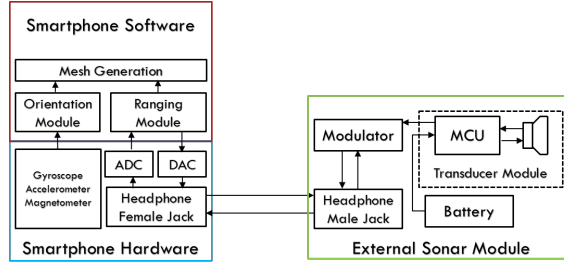 Smartphone Software
Mesh Generation
Orientation
Module
Ranging
Module
Gyroscope
Accelerometer
Magnetometer
ADC
DAC
Headphone
Female Jack
Smartphone Hardware
Modulator
MCU
Transducer Module
Headphone
Male Jack
Battery
External Sonar Module